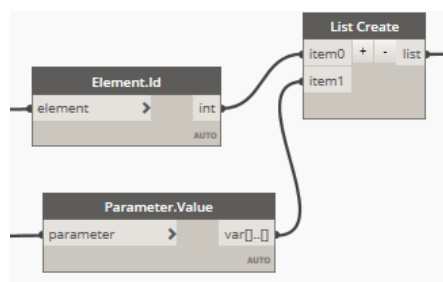 List Create
item0 + - list
item1
Element.Id
element > int
AUTO
Parameter.Value
parameter > var[]..[]
AUTO